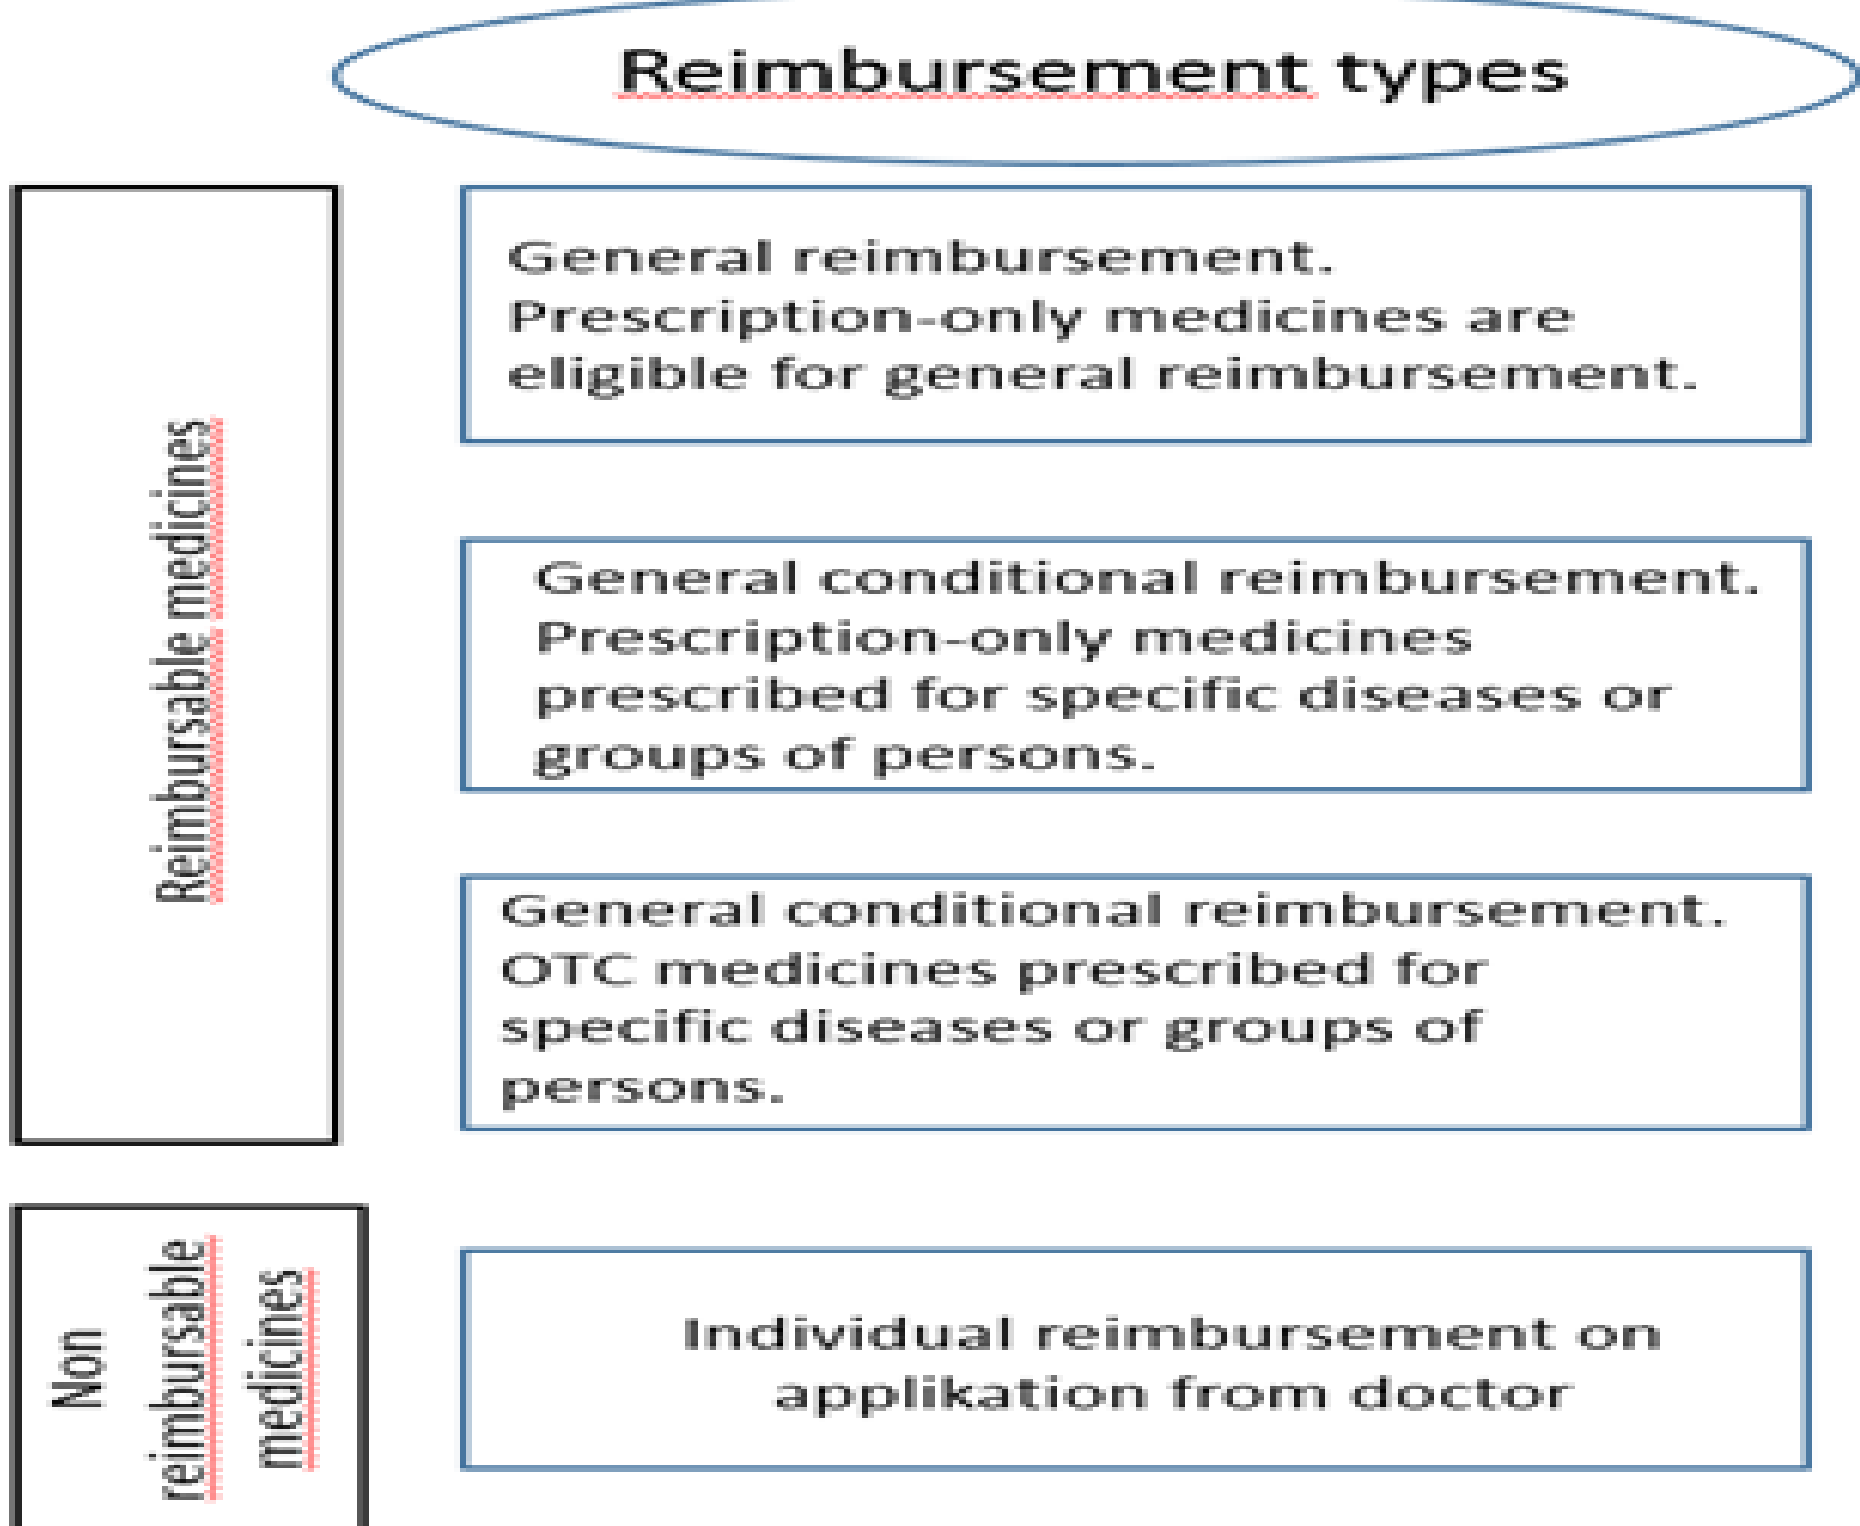 Reimbursement types
Reimbursable medicines
General reimbursement.
Prescription-only medicines are
eligible for general reimbursement.
General conditional reimbursement.
Prescription-only medicines
prescribed for specific diseases or
groups of persons.
General conditional reimbursement.
OTC medicines prescribed for
specific diseases or groups of
persons.
Non
reimbursable
medicines
Individual reimbursement on
applikation from doctor